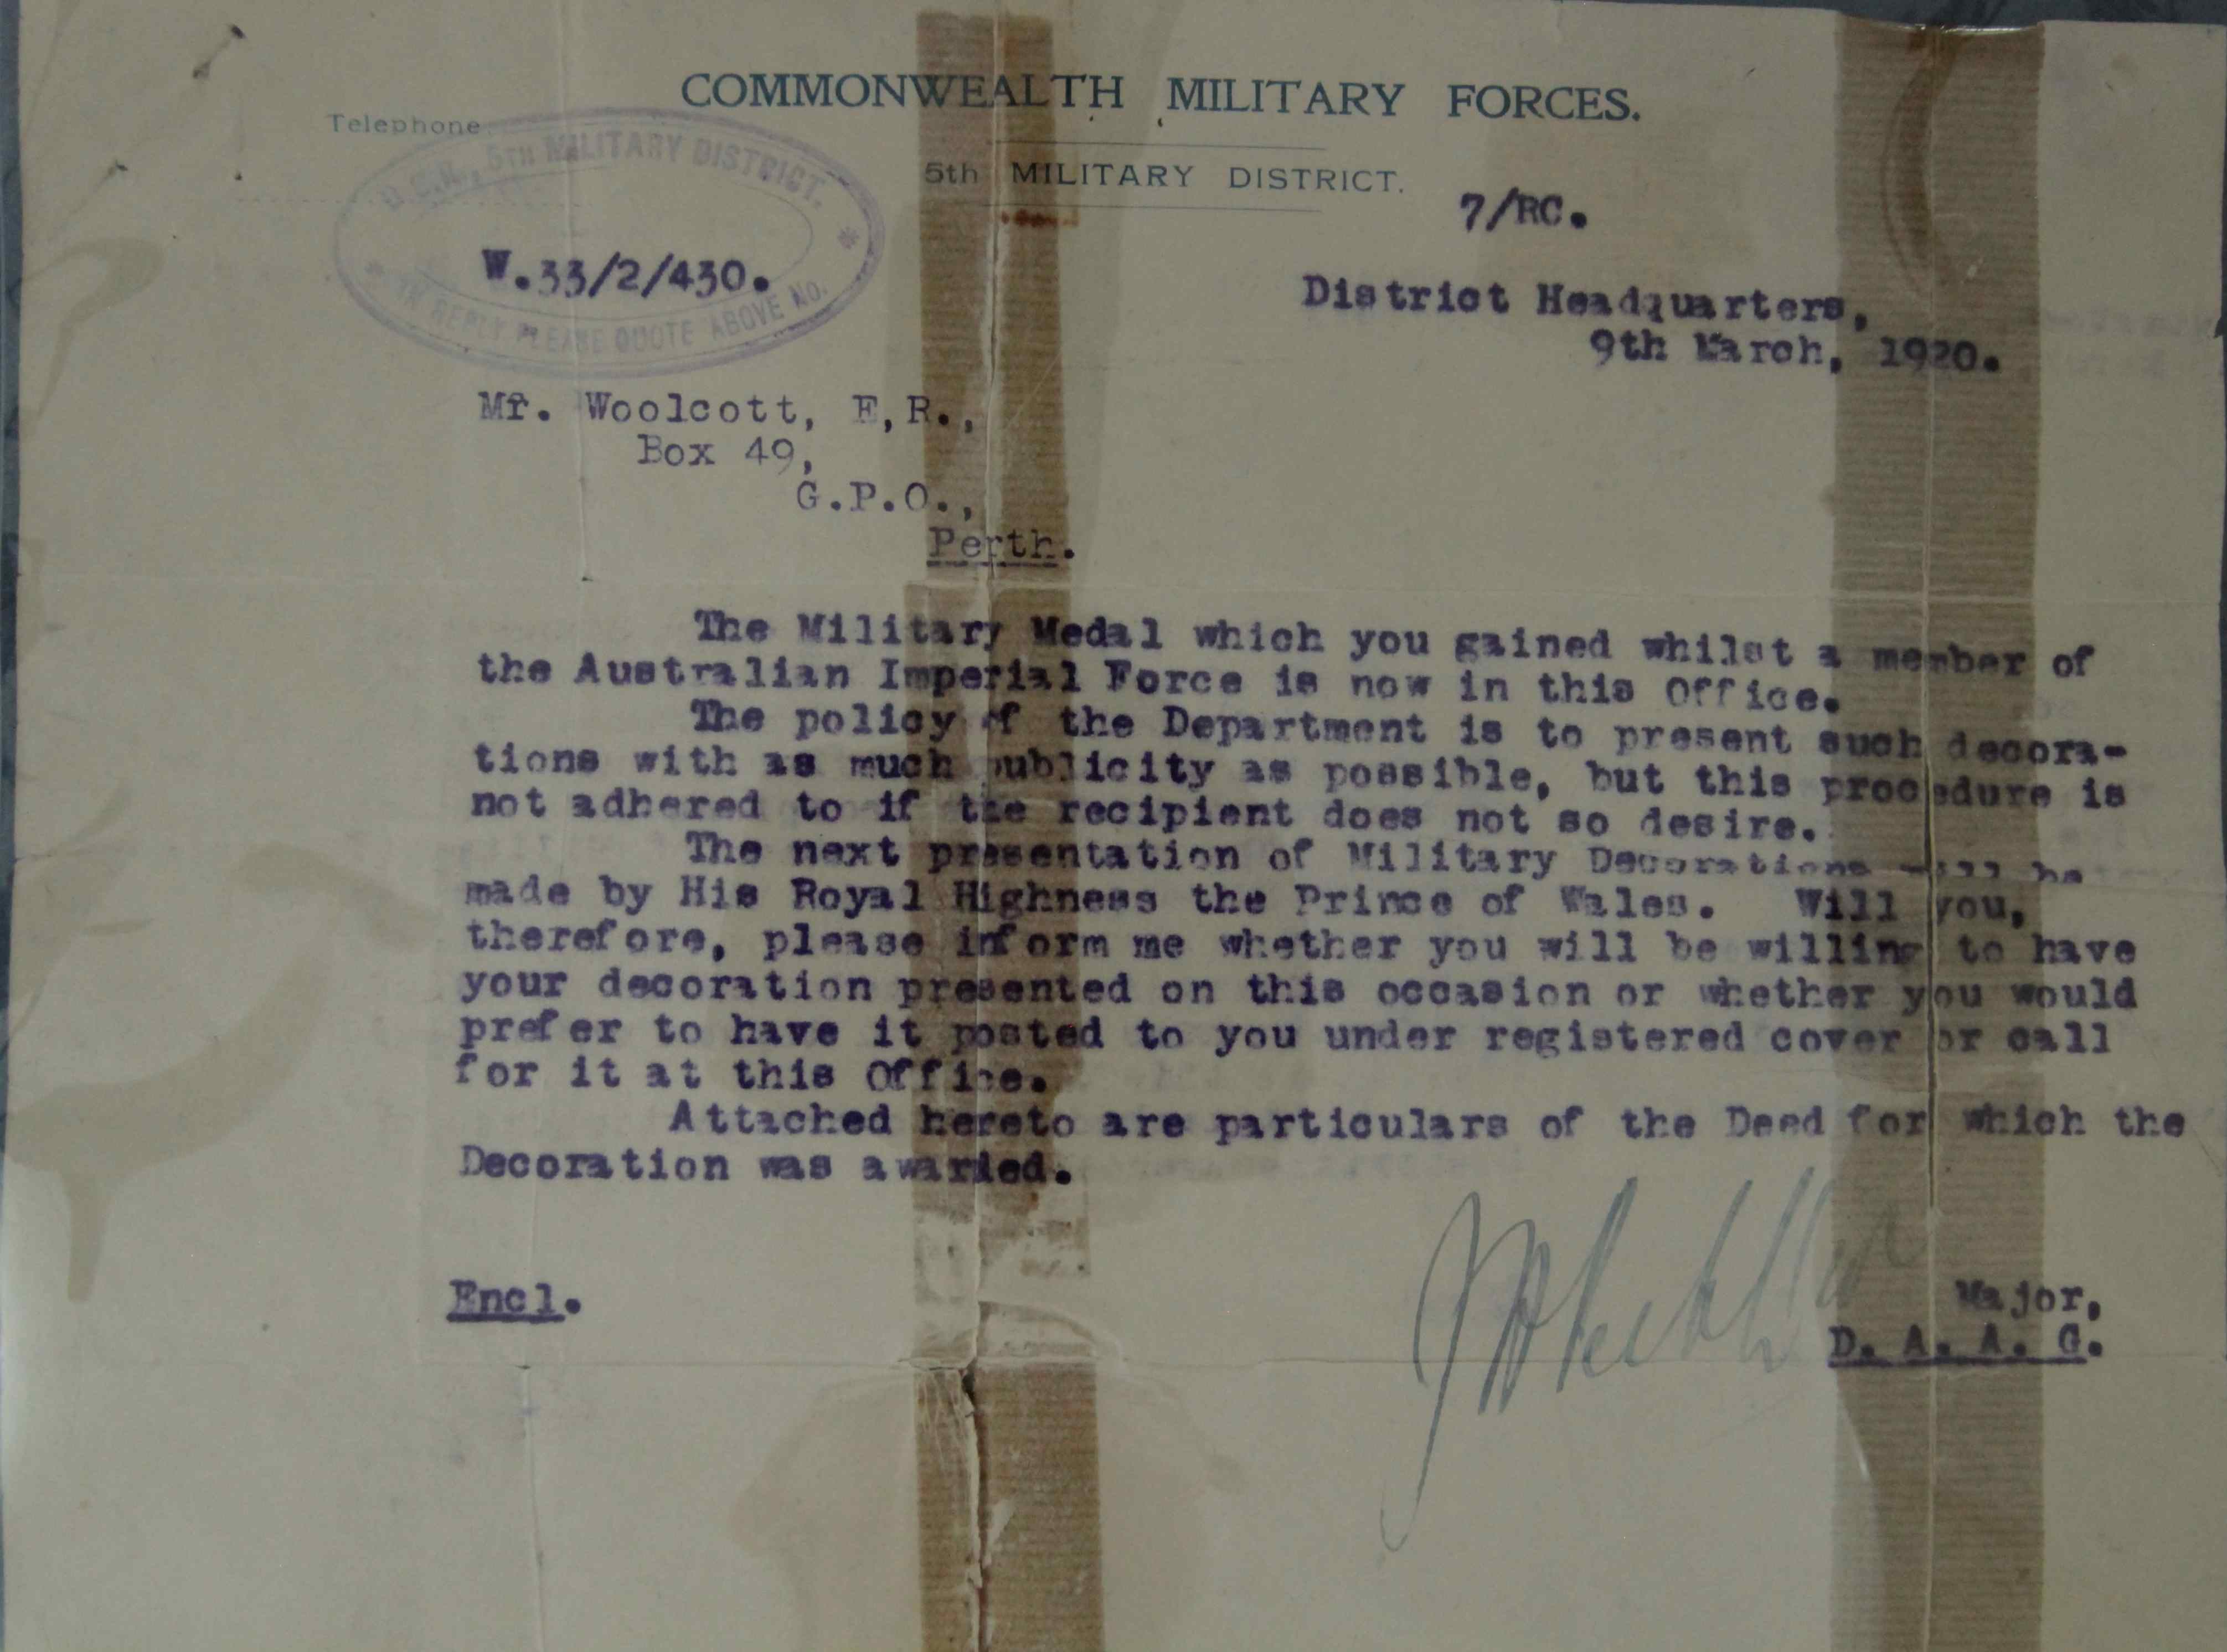 COMMONWEALTH MILITARY FORCES.
Telephone
5TH MILITARY DISTRICT.
5th MILITARY DISTRICT.
7/RC.
W.33/2/430.
IN REPLY PLEASE QUOTE ABOVE NO.
District Headquarters,
9th March, 1920.
Mr. Woolcott, E,R.,
Box 49,
G.P.O.,
Perth.
The Military Medal which you gained whilst a member of
the Australian Imperial Force is now in this Office.
The policy of the Department is to present such decora-
tions with as much publicity as possible, but this procedure is
not adhered to if the recipient does not so desire.
The next presentation of Military Decorations will be
made by His Royal Highness the Prince of Wales. Will you,
therefore, please inform me whether you will be willing to have
your decoration presented on this occasion or whether you would
prefer to have it posted to you under registered cover or call
for it at this Office.
Attached hereto are particulars of the Deed for which the
Decoration was awarded.
Encl.
Major,
D. A. A. G.